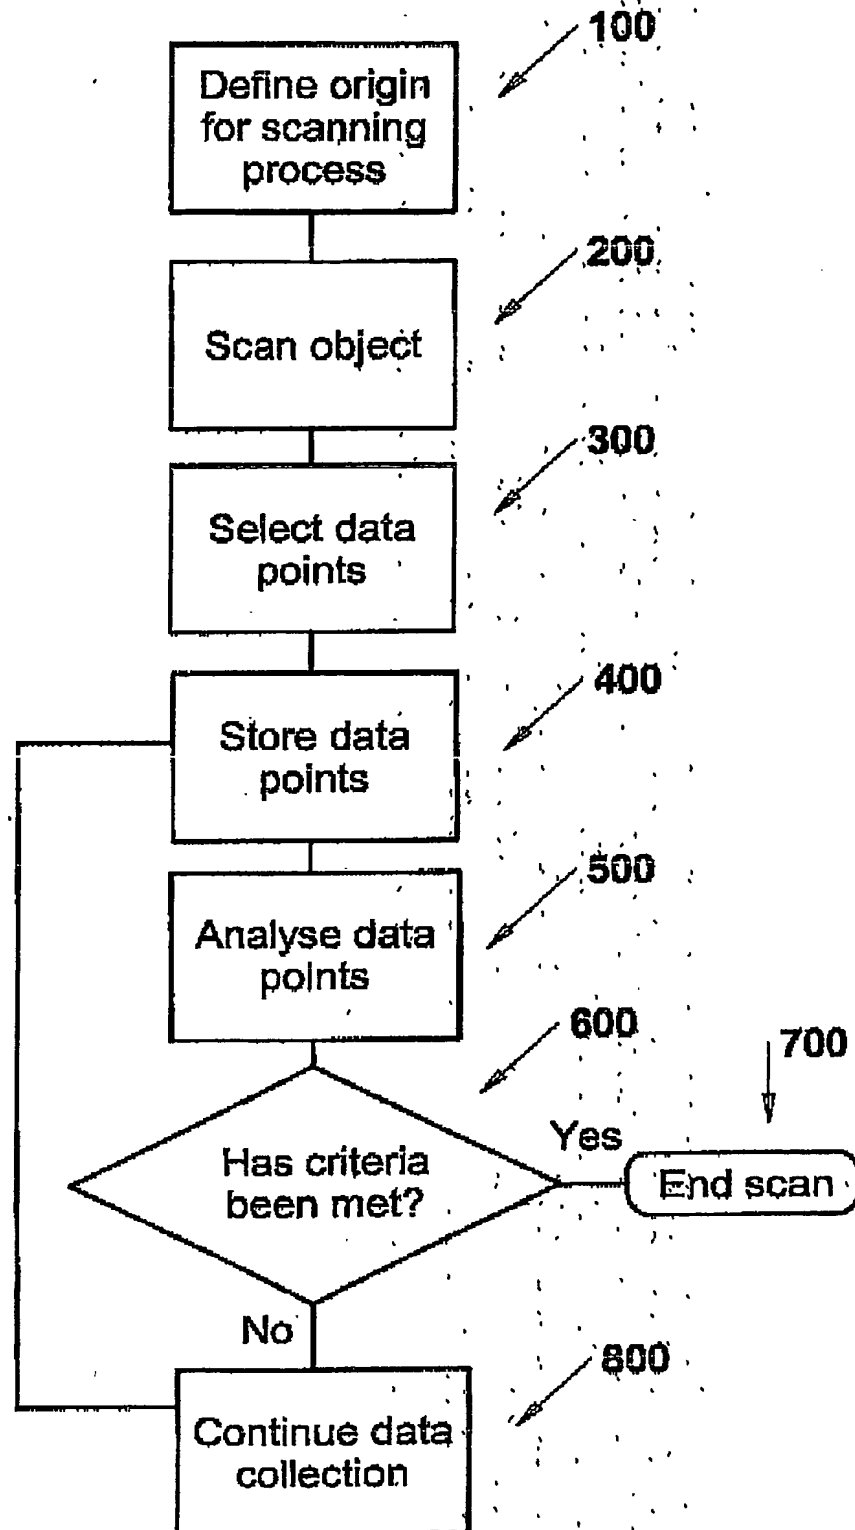 100
Define origin
for scanning
process
200
Scan object
300
Select data
points
400
Store data
points
500
Analyse data
points
600
700
Has criteria
been met?
Yes
End scan
No
800
Continue data
collection